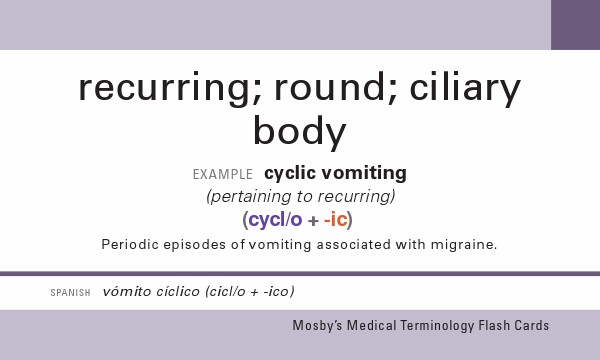 recurring; round; ciliary
body
EXAMPLE cyclic vomiting
(pertaining to recurring)
(cycl/o + -ic)
Periodic episodes of vomiting associated with migraine.
SPANISH vómito cíclico (cicl/o + -ico)
Mosby's Medical Terminology Flash Cards